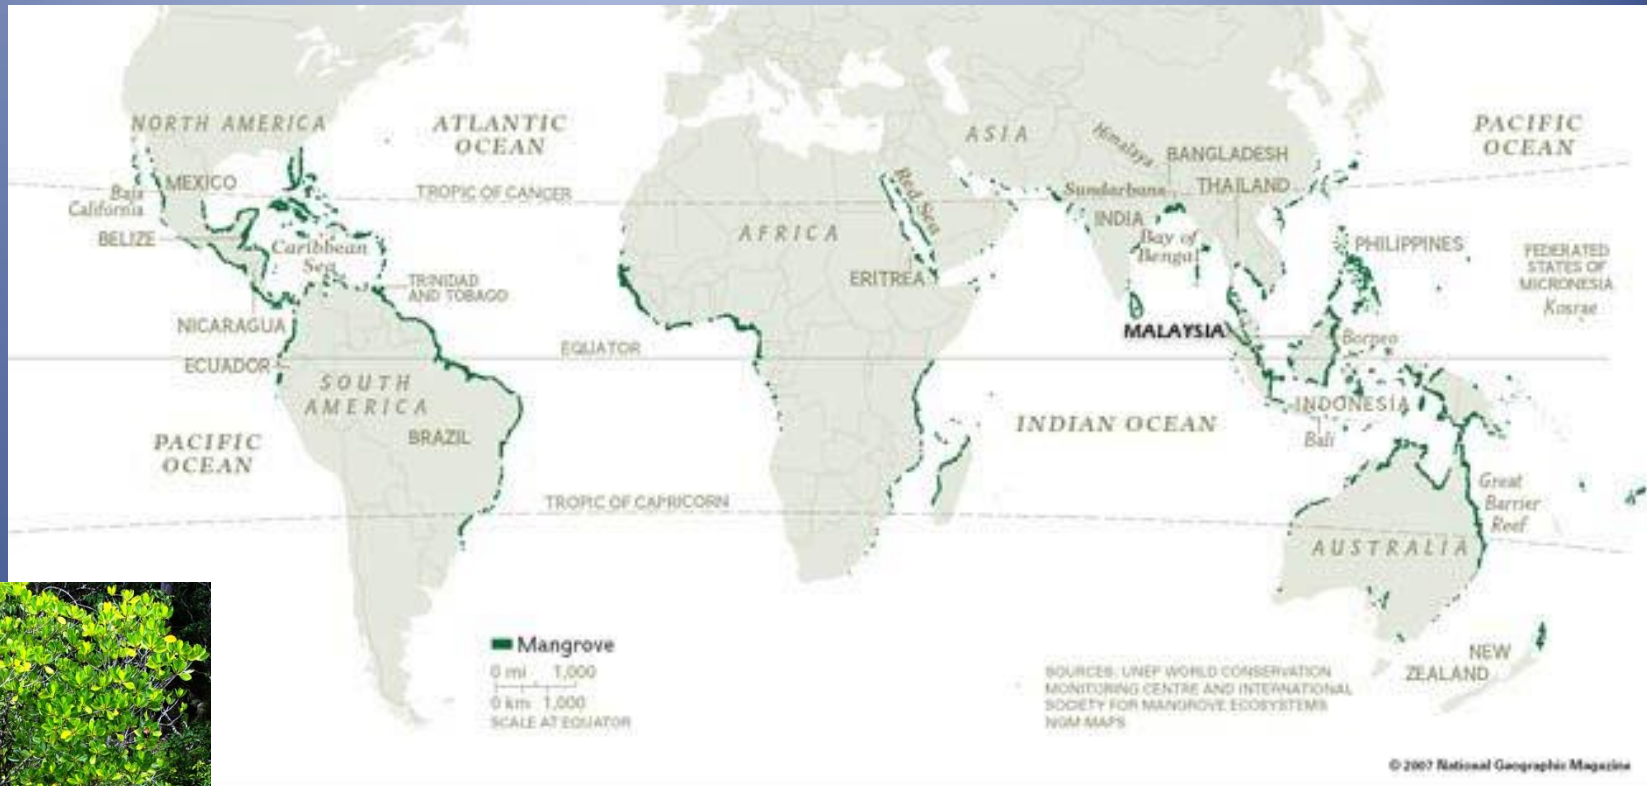 NORTH AMERICA
ATLANTIC
OCEAN
ASIA
Himalaya
BANGLADESH
PACIFIC
OCEAN
Baja
California
MEXICO
TROPIC OF CANCER
Red Sea
Sundarbans
THAILAND
INDIA
BELIZE
Caribbean
Sea
AFRICA
Bay of
Bengal
PHILIPPINES
FEDERATED
STATES OF
MICRONESIA
Kosrae
TRINIDAD
AND TOBAGO
ERITREA
NICARAGUA
MALAYSIA
Borneo
EQUATOR
ECUADOR
SOUTH
AMERICA
INDONESIA
INDIAN OCEAN
BRAZIL
Bali
PACIFIC
OCEAN
TROPIC OF CAPRICORN
Great
Barrier
Reef
AUSTRALIA
Mangrove
0 mi 1,000
0 km 1,000
SCALE AT EQUATOR
NEW
ZEALAND
SOURCES: UNEP WORLD CONSERVATION
MONITORING CENTRE AND INTERNATIONAL
SOCIETY FOR MANGROVE ECOSYSTEMS
NGM MAPS
© 2007 National Geographic Magazine